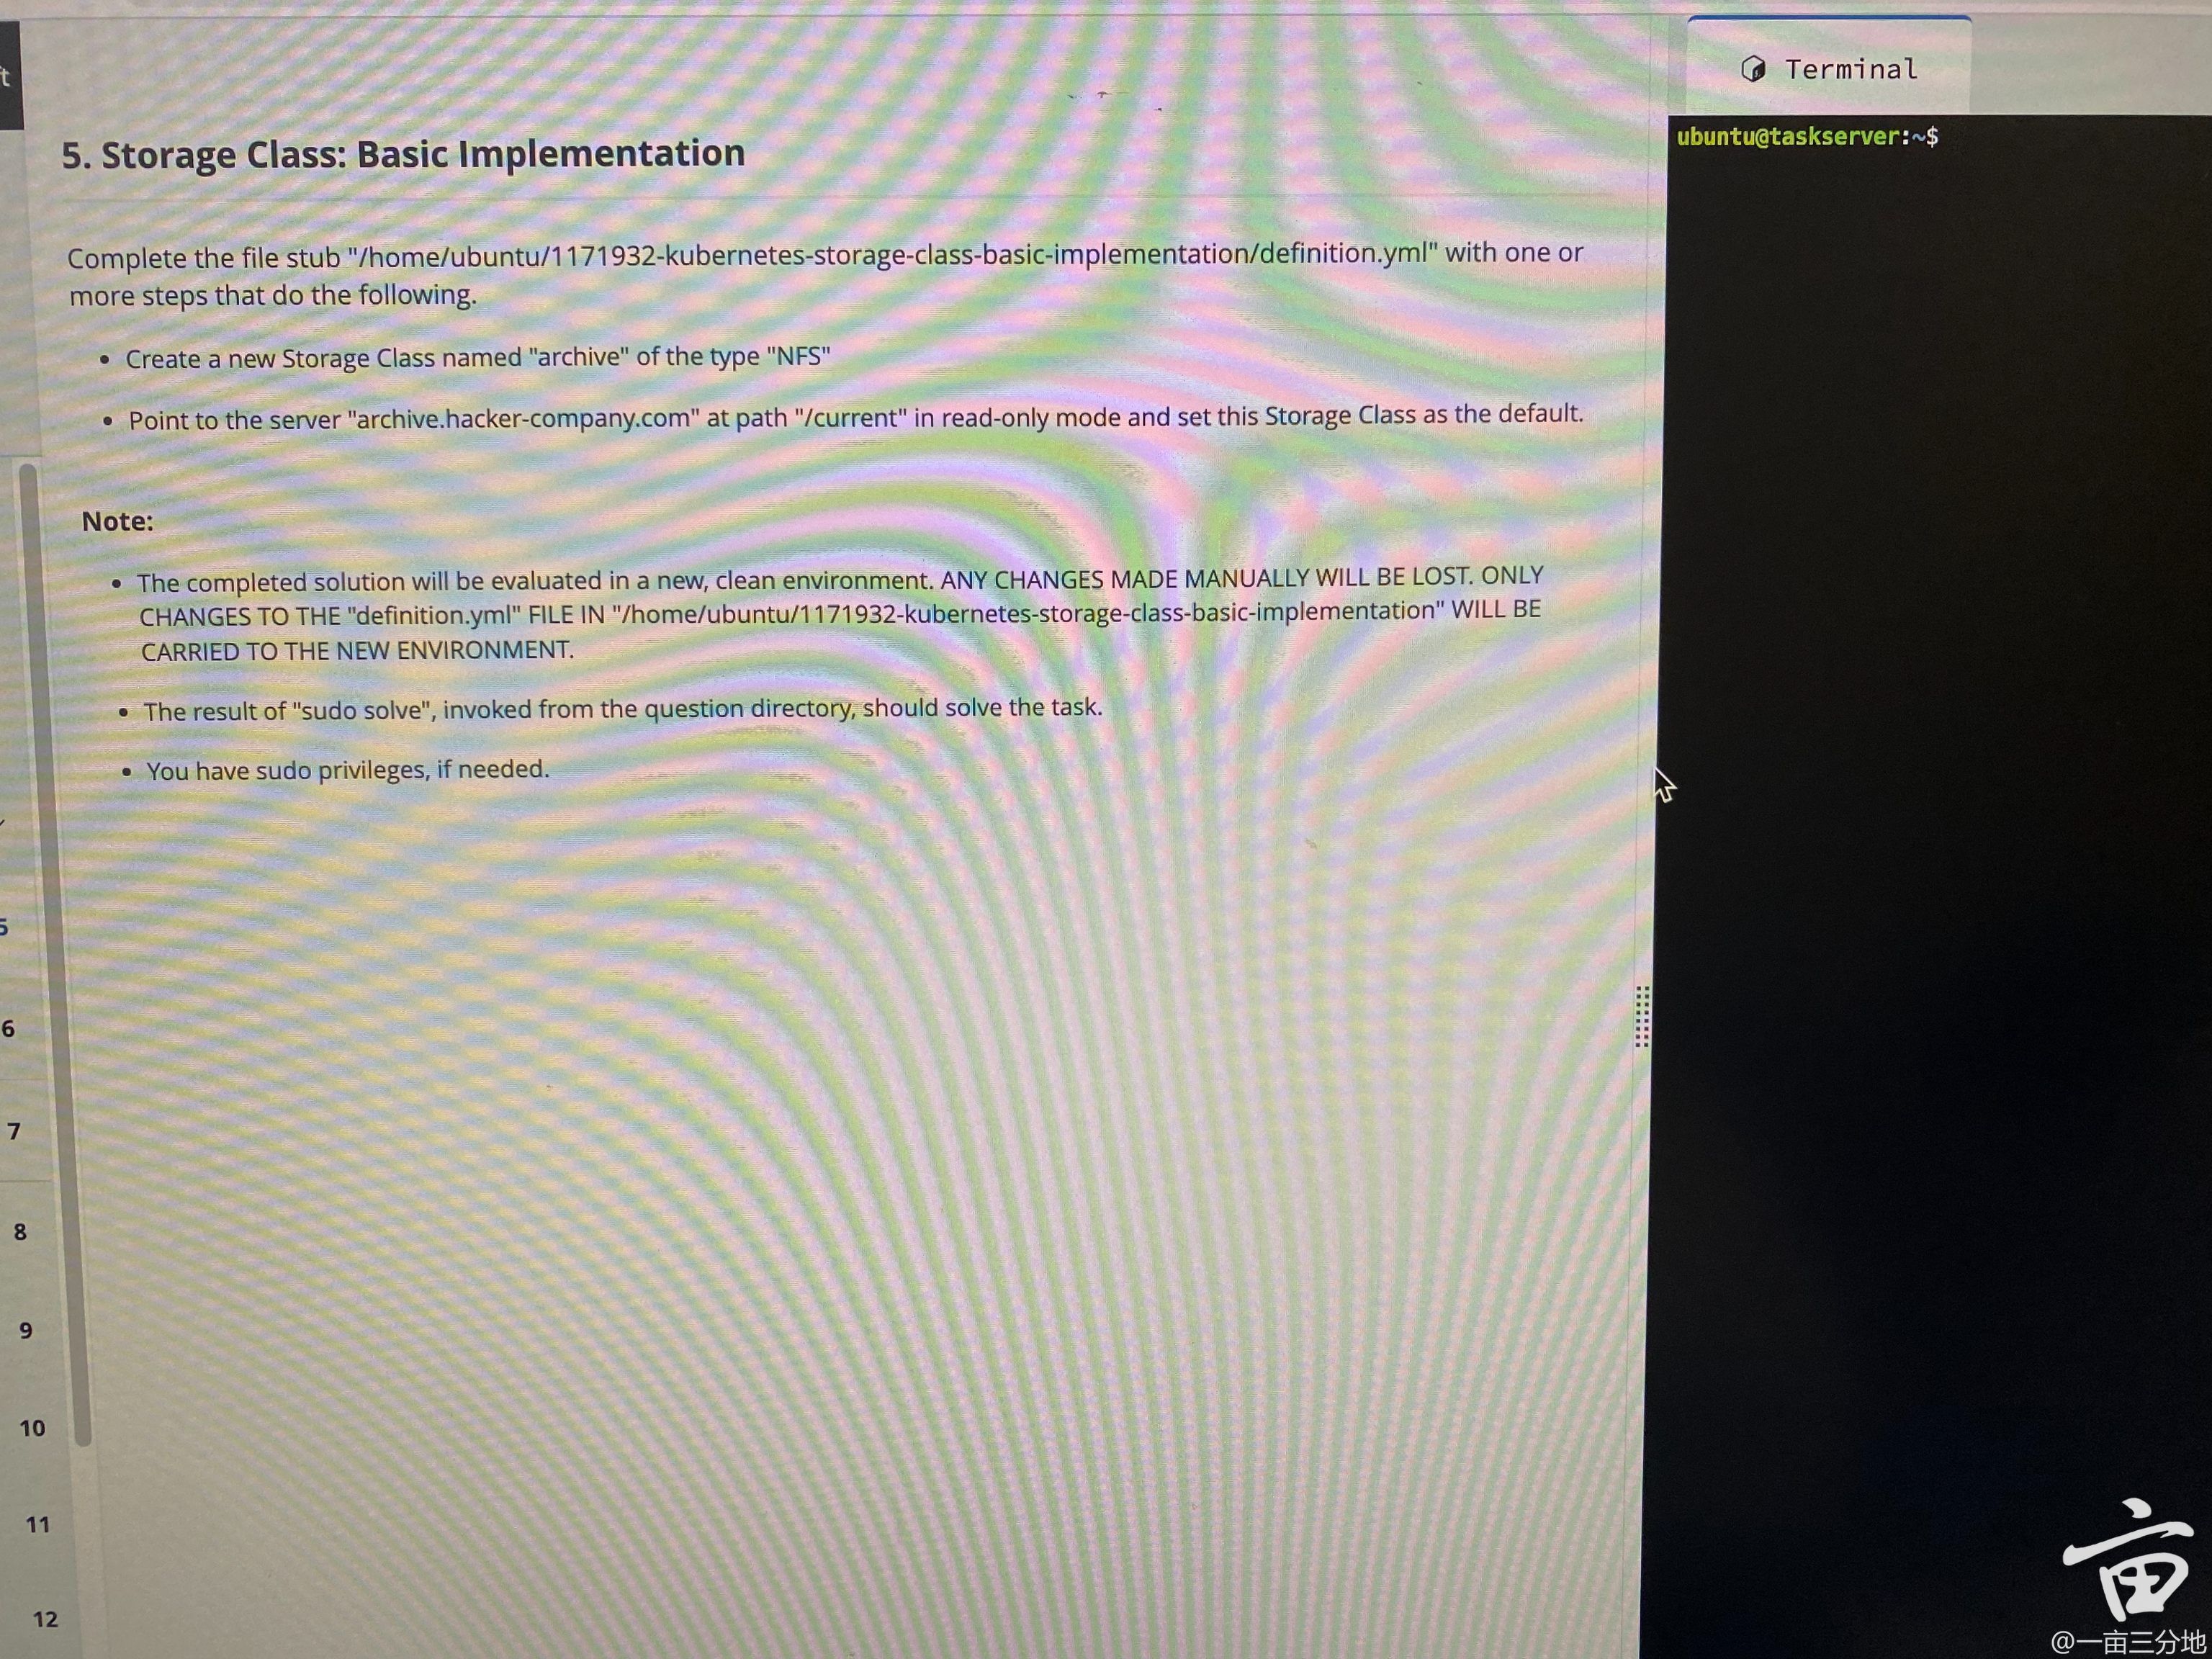 t
Terminal
ubuntu@taskserver:~$
5. Storage Class: Basic Implementation
Complete the file stub "/home/ubuntu/1171932-kubernetes-storage-class-basic-implementation/definition.yml" with one or
more steps that do the following.
• Create a new Storage Class named "archive" of the type "NFS"
• Point to the server "archive.hacker-company.com" at path "/current" in read-only mode and set this Storage Class as the default.
Note:
• The completed solution will be evaluated in a new, clean environment. ANY CHANGES MADE MANUALLY WILL BE LOST. ONLY
CHANGES TO THE "definition.yml" FILE IN "/home/ubuntu/1171932-kubernetes-storage-class-basic-implementation" WILL BE
CARRIED TO THE NEW ENVIRONMENT.
• The result of "sudo solve", invoked from the question directory, should solve the task.
• You have sudo privileges, if needed.
5
6
7
8
9
10
11
12
亩
@一亩三分地